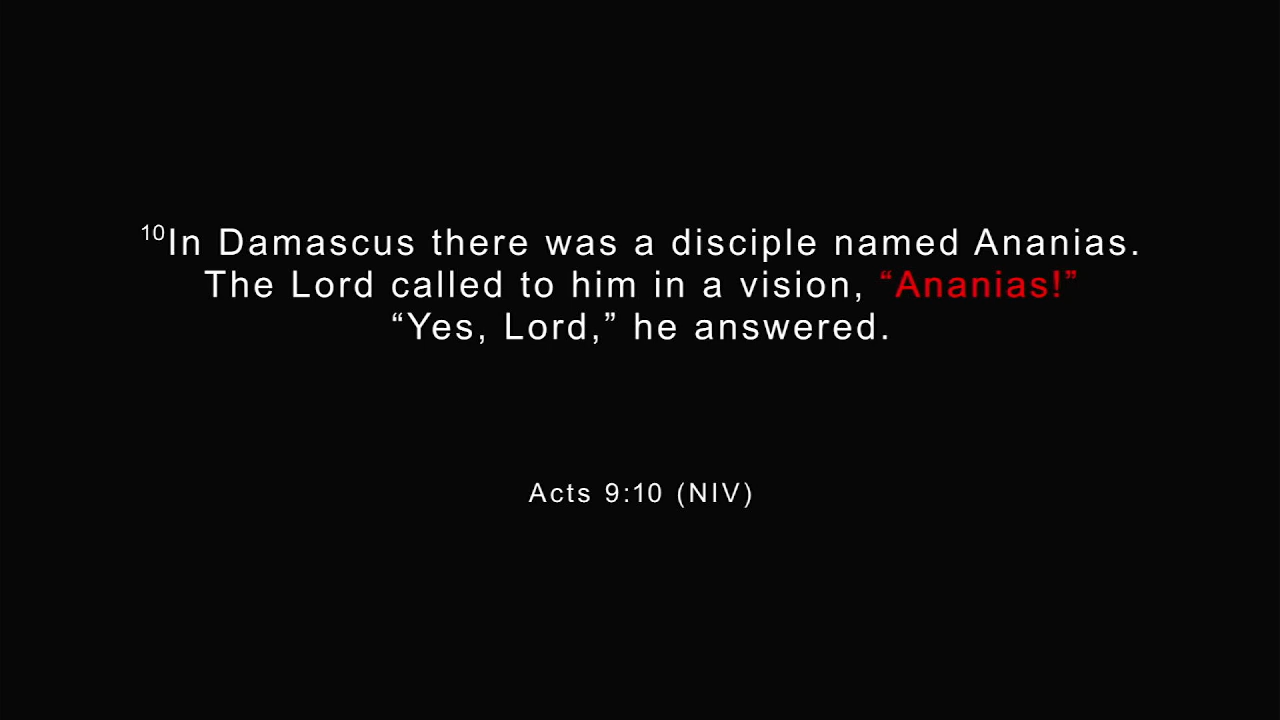 10In Damascus there was a disciple named Ananias.
The Lord called to him in a vision, “Ananias!”
“Yes, Lord,” he answered.
Acts 9:10 (NIV)